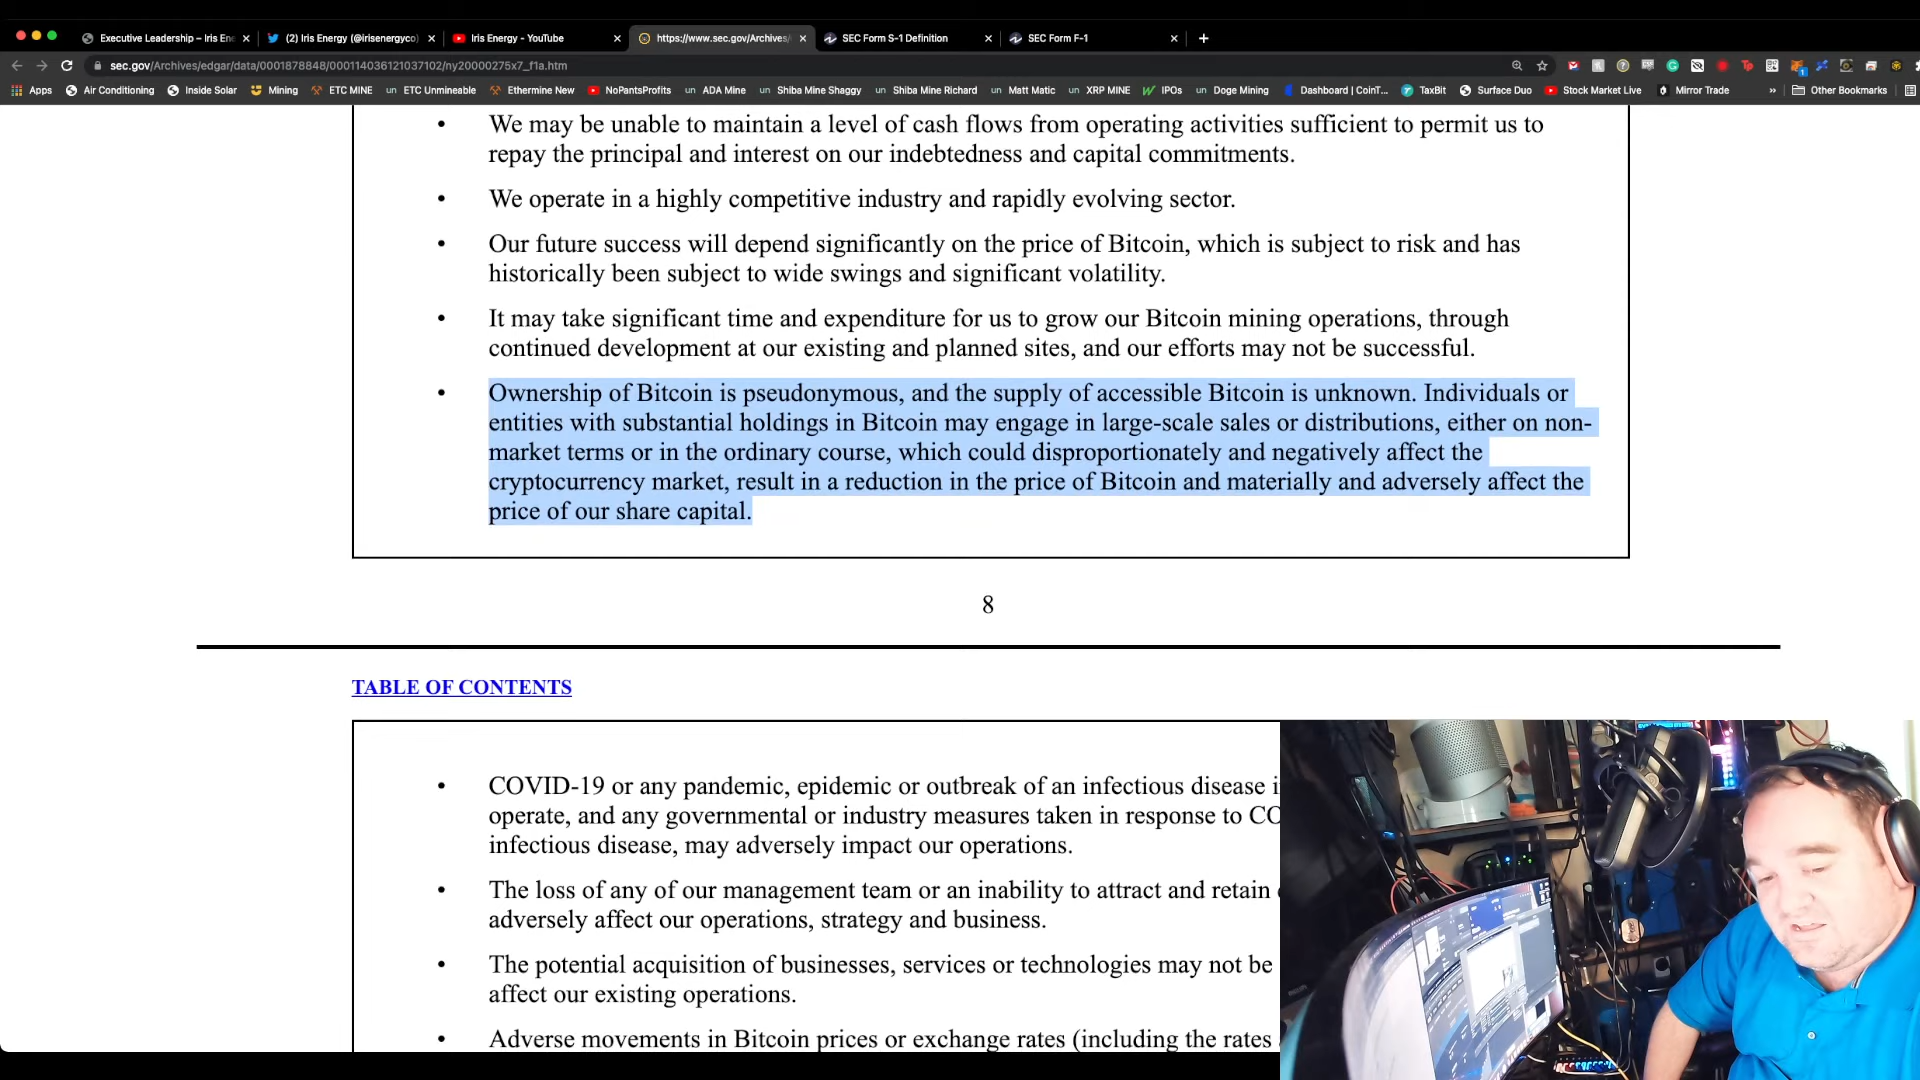 Executive Leadership – Iris Ene
(2) Iris Energy (@irisenergyco)
Iris Energy - YouTube
https://www.sec.gov/Archives/
SEC Form S-1 Definition
SEC Form F-1
sec.gov/Archives/edgar/data/0001878848/000114036121037102/ny20000275x7_f1a.htm
Apps
Air Conditioning
Inside Solar
Mining
ETC MINE
ETC Unmineable
Ethermine New
NoPantsProfits
ADA Mine
Shiba Mine Shaggy
Shiba Mine Richard
Matt Matic
XRP MINE
IPOs
Doge Mining
Dashboard | CoinT...
TaxBit
Surface Duo
Stock Market Live
Mirror Trade
Other Bookmarks
• We may be unable to maintain a level of cash flows from operating activities sufficient to permit us to
repay the principal and interest on our indebtedness and capital commitments.
• We operate in a highly competitive industry and rapidly evolving sector.
• Our future success will depend significantly on the price of Bitcoin, which is subject to risk and has
historically been subject to wide swings and significant volatility.
• It may take significant time and expenditure for us to grow our Bitcoin mining operations, through
continued development at our existing and planned sites, and our efforts may not be successful.
• Ownership of Bitcoin is pseudonymous, and the supply of accessible Bitcoin is unknown. Individuals or
entities with substantial holdings in Bitcoin may engage in large-scale sales or distributions, either on non-
market terms or in the ordinary course, which could disproportionately and negatively affect the
cryptocurrency market, result in a reduction in the price of Bitcoin and materially and adversely affect the
price of our share capital.
8
TABLE OF CONTENTS
• COVID-19 or any pandemic, epidemic or outbreak of an infectious disease i
operate, and any governmental or industry measures taken in response to CO
infectious disease, may adversely impact our operations.
• The loss of any of our management team or an inability to attract and retain
adversely affect our operations, strategy and business.
• The potential acquisition of businesses, services or technologies may not be
affect our existing operations.
• Adverse movements in Bitcoin prices or exchange rates (including the rates